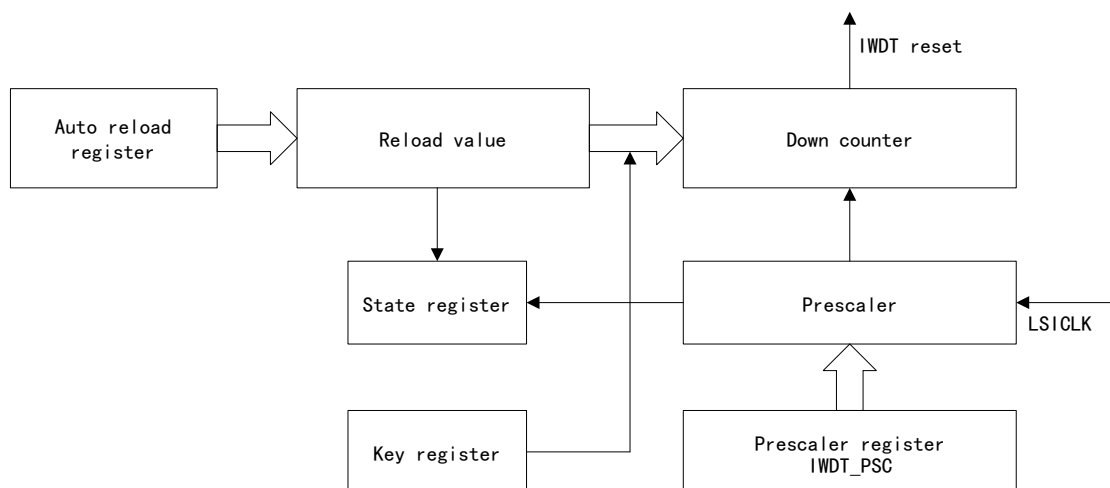 IWDT reset
Auto reload
register
Reload value
Down counter
State register
Prescaler
LSICLK
Key register
Prescaler register
IWDT_PSC